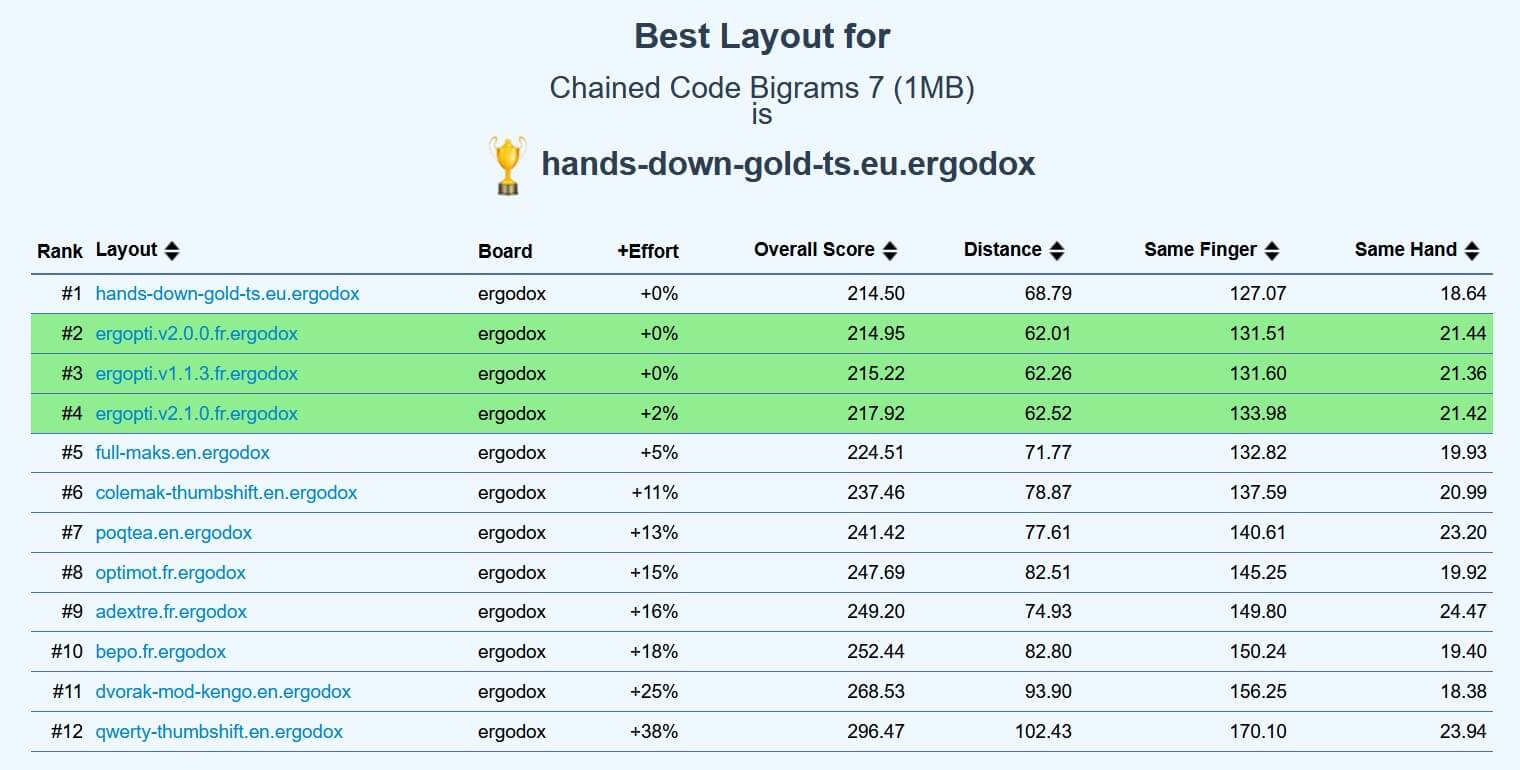 Best Layout for
Chained Code Bigrams 7 (1MB)
is
hands-down-gold-ts.eu.ergodox
Rank Layout Board +Effort Overall Score Distance Same Finger Same Hand
#1 hands-down-gold-ts.eu.ergodox ergodox +0% 214.50 68.79 127.07 18.64
#2 ergopti.v2.0.0.fr.ergodox ergodox +0% 214.95 62.01 131.51 21.44
#3 ergopti.v1.1.3.fr.ergodox ergodox +0% 215.22 62.26 131.60 21.36
#4 ergopti.v2.1.0.fr.ergodox ergodox +2% 217.92 62.52 133.98 21.42
#5 full-maks.en.ergodox ergodox +5% 224.51 71.77 132.82 19.93
#6 colemak-thumbshift.en.ergodox ergodox +11% 237.46 78.87 137.59 20.99
#7 poqtea.en.ergodox ergodox +13% 241.42 77.61 140.61 23.20
#8 optimot.fr.ergodox ergodox +15% 247.69 82.51 145.25 19.92
#9 adextre.fr.ergodox ergodox +16% 249.20 74.93 149.80 24.47
#10 bepo.fr.ergodox ergodox +18% 252.44 82.80 150.24 19.40
#11 dvorak-mod-kengo.en.ergodox ergodox +25% 268.53 93.90 156.25 18.38
#12 qwerty-thumbshift.en.ergodox ergodox +38% 296.47 102.43 170.10 23.94